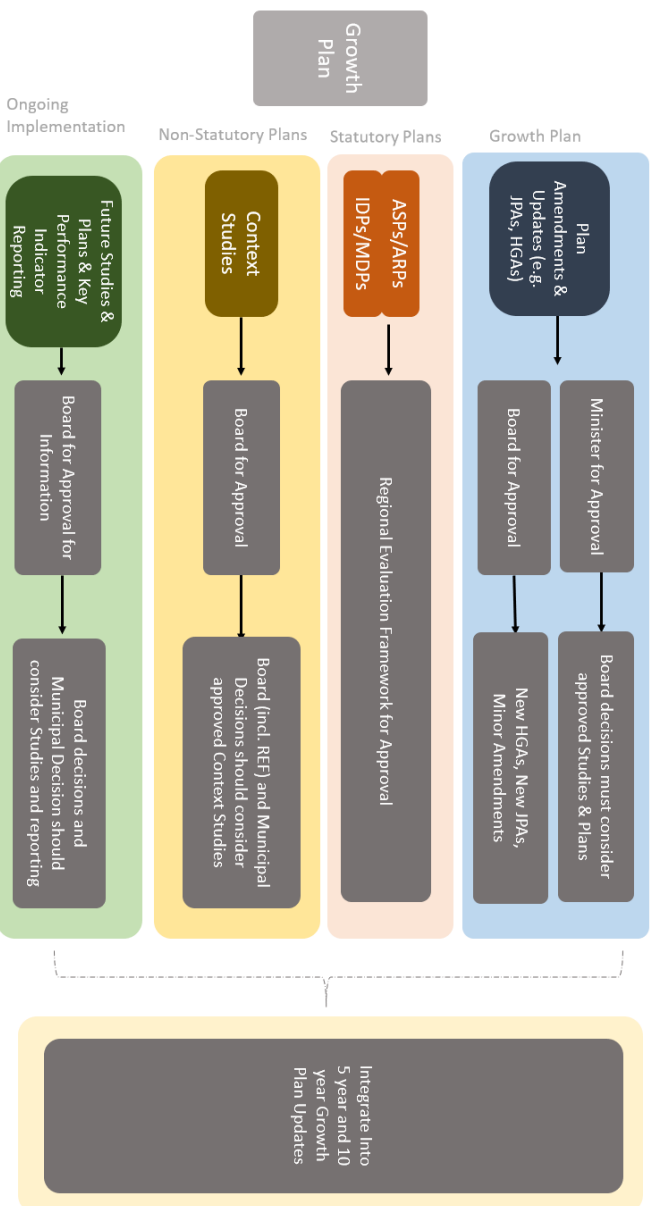 Growth
Plan
Growth Plan
Plan
Amendments &
Updates (e.g.
JPAs, HGAs)
Minister for Approval
Board decisions must consider
approved Studies & Plans
Board for Approval
New HGAs, New JPAs,
Minor Amendments
Statutory Plans
ASPs/ARPs
IDPs/MDPs
Regional Evaluation Framework for Approval
Non-Statutory Plans
Context
Studies
Board for Approval
Board (incl. REF) and Municipal
Decisions should consider
approved Context Studies
Ongoing
Implementation
Future Studies &
Plans & Key
Performance
Indicator
Reporting
Board for Approval for
Information
Board decisions and
Municipal Decision should
consider Studies and reporting
Integrate Into
5 year and 10
year Growth
Plan Updates